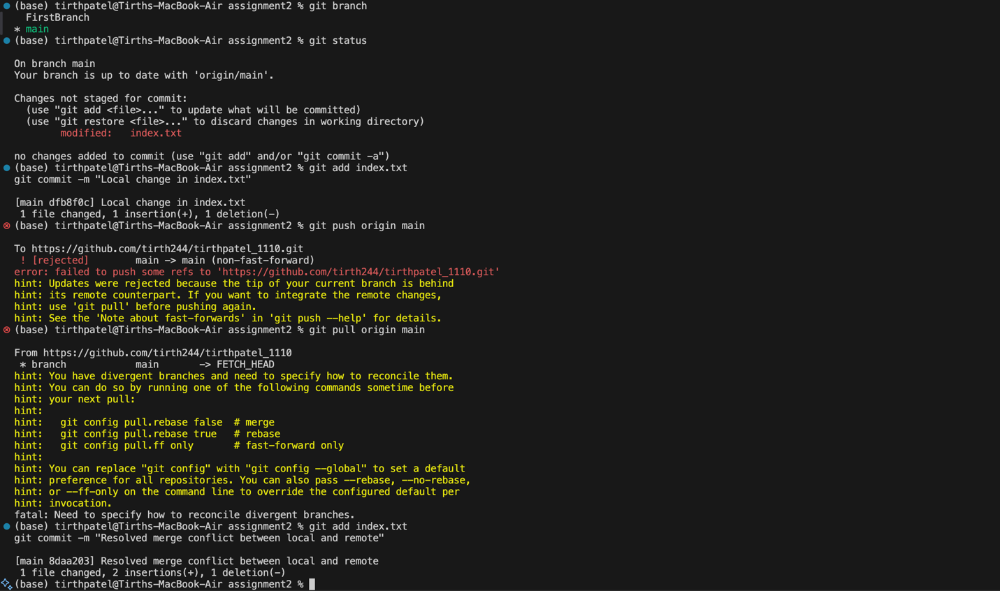 (base) tirthpatel@Tirths-MacBook-Air assignment2 % git branch
  FirstBranch
* main
(base) tirthpatel@Tirths-MacBook-Air assignment2 % git status

On branch main
Your branch is up to date with 'origin/main'.

Changes not staged for commit:
  (use "git add <file>..." to update what will be committed)
  (use "git restore <file>..." to discard changes in working directory)
        modified:   index.txt

no changes added to commit (use "git add" and/or "git commit -a")
(base) tirthpatel@Tirths-MacBook-Air assignment2 % git add index.txt
git commit -m "Local change in index.txt"

[main dfb8f0c] Local change in index.txt
 1 file changed, 1 insertion(+), 1 deletion(-)
(base) tirthpatel@Tirths-MacBook-Air assignment2 % git push origin main

To https://github.com/tirth244/tirthpatel_1110.git
 ! [rejected]        main -> main (non-fast-forward)
error: failed to push some refs to 'https://github.com/tirth244/tirthpatel_1110.git'
hint: Updates were rejected because the tip of your current branch is behind
hint: its remote counterpart. If you want to integrate the remote changes,
hint: use 'git pull' before pushing again.
hint: See the 'Note about fast-forwards' in 'git push --help' for details.
(base) tirthpatel@Tirths-MacBook-Air assignment2 % git pull origin main

From https://github.com/tirth244/tirthpatel_1110
 * branch            main       -> FETCH_HEAD
hint: You have divergent branches and need to specify how to reconcile them.
hint: You can do so by running one of the following commands sometime before
hint: your next pull:
hint:
hint:   git config pull.rebase false  # merge
hint:   git config pull.rebase true   # rebase
hint:   git config pull.ff only       # fast-forward only
hint:
hint: You can replace "git config" with "git config --global" to set a default
hint: preference for all repositories. You can also pass --rebase, --no-rebase,
hint: or --ff-only on the command line to override the configured default per
hint: invocation.
fatal: Need to specify how to reconcile divergent branches.
(base) tirthpatel@Tirths-MacBook-Air assignment2 % git add index.txt
git commit -m "Resolved merge conflict between local and remote"

[main 8daa203] Resolved merge conflict between local and remote
 1 file changed, 2 insertions(+), 1 deletion(-)
(base) tirthpatel@Tirths-MacBook-Air assignment2 %